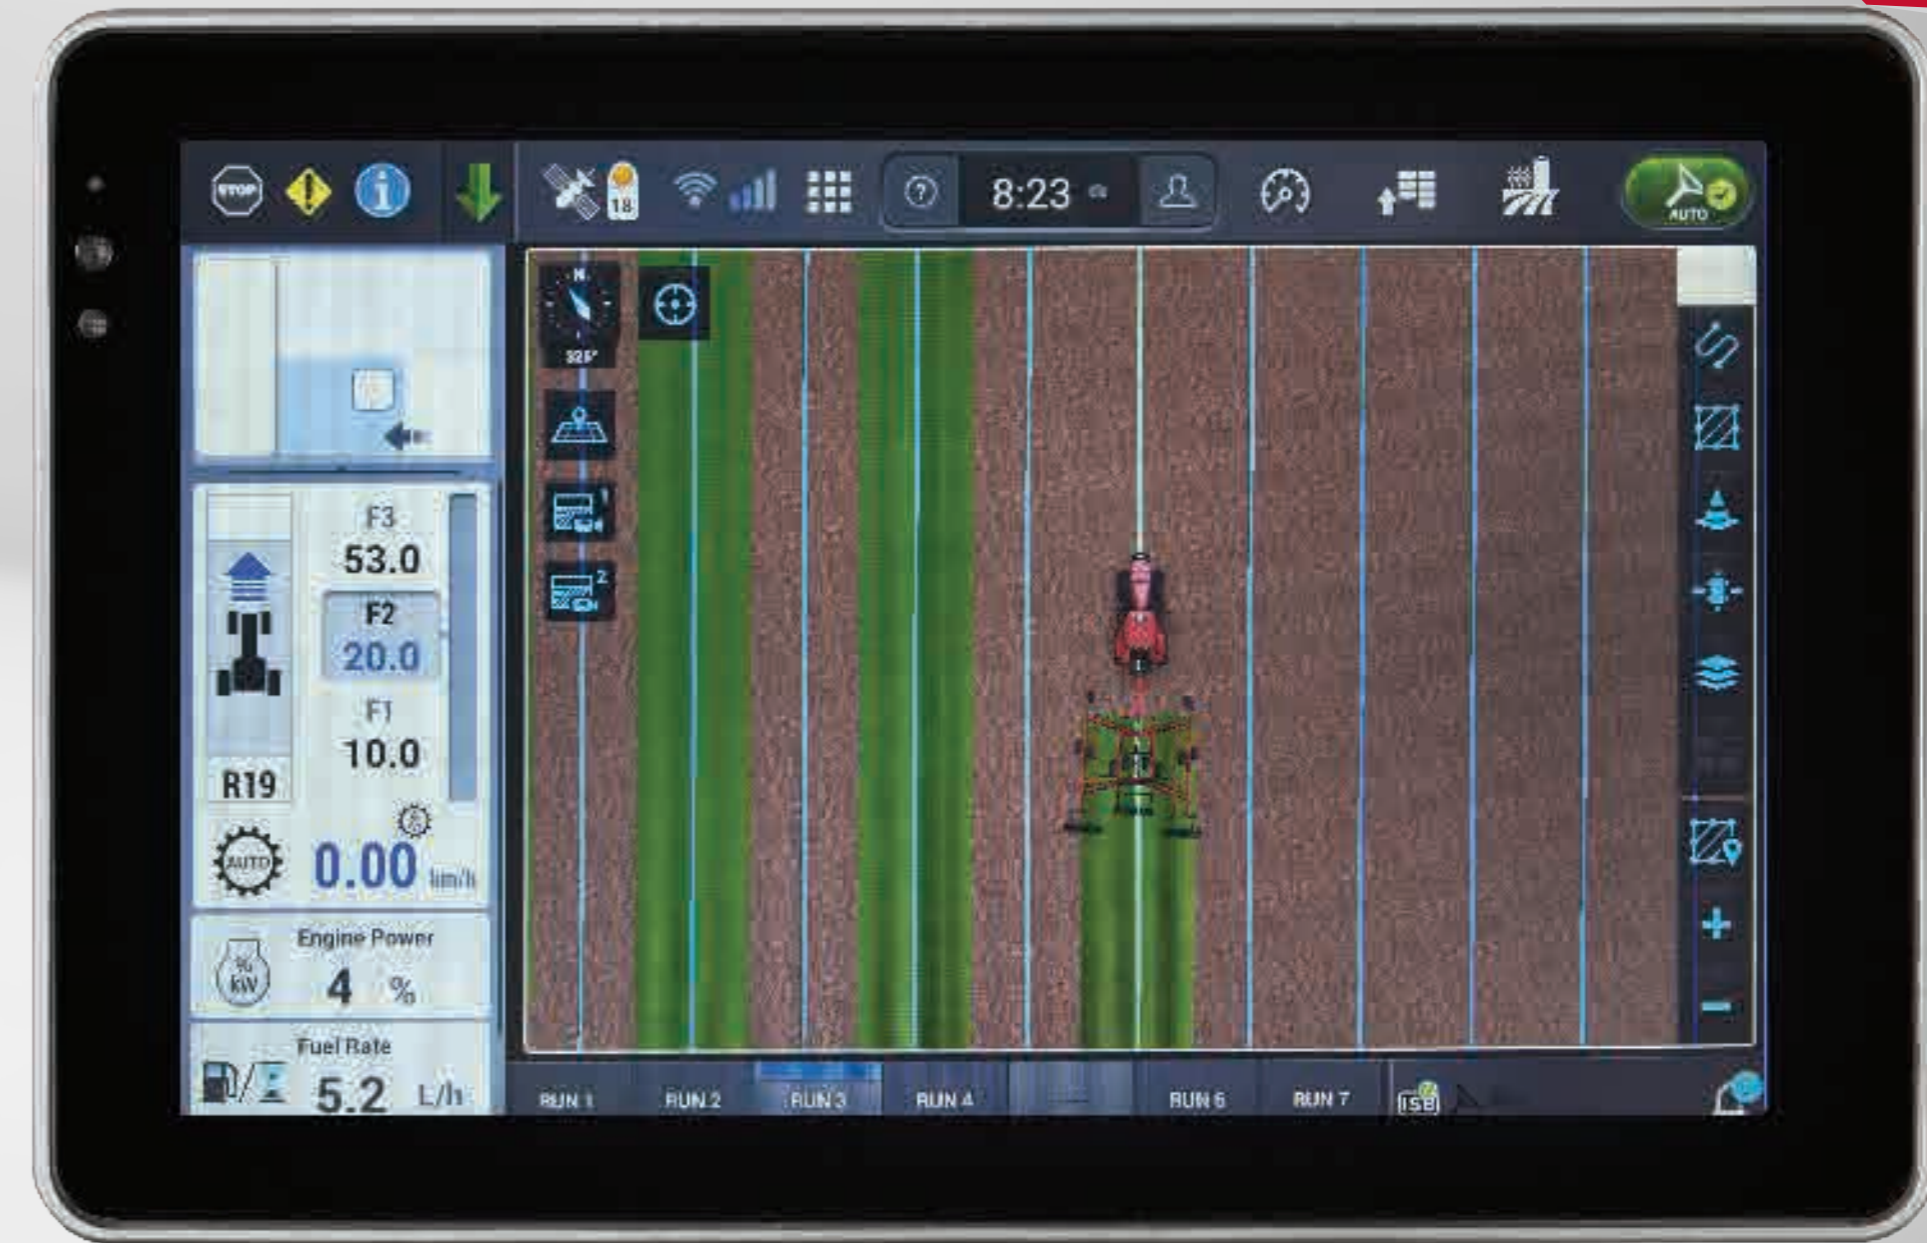 STOP
18
?
8:23
AUTO
N
325°
1
2
F3
53.0
F2
20.0
F1
10.0
R19
AUTO
0.00 km/h
Engine Power
% kW
4 %
Fuel Rate
5.2 L/h
RUN 1 RUN 2 RUN 3 RUN 4 RUN 6 RUN 7